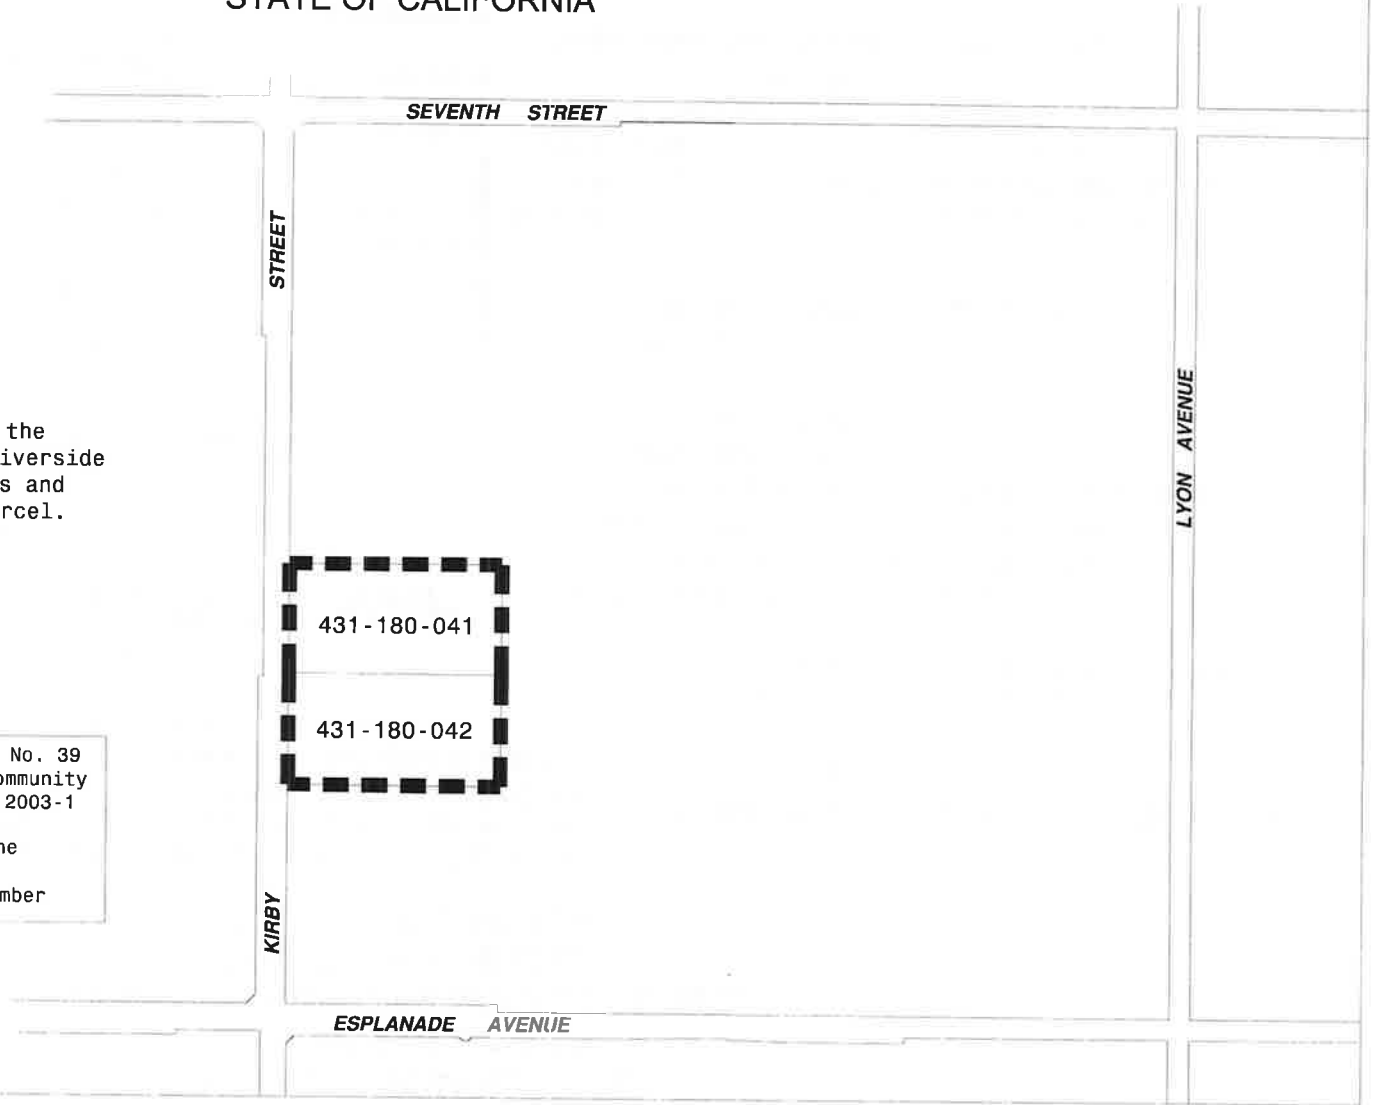 STATE OF CALIFORNIA
SEVENTH STREET
STREET
LYON AVENUE
the
iverside
s and
rcel.
431-180-041
431-180-042
No. 39
ommunity
2003-1
ne
mber
KIRBY
ESPLANADE AVENUE